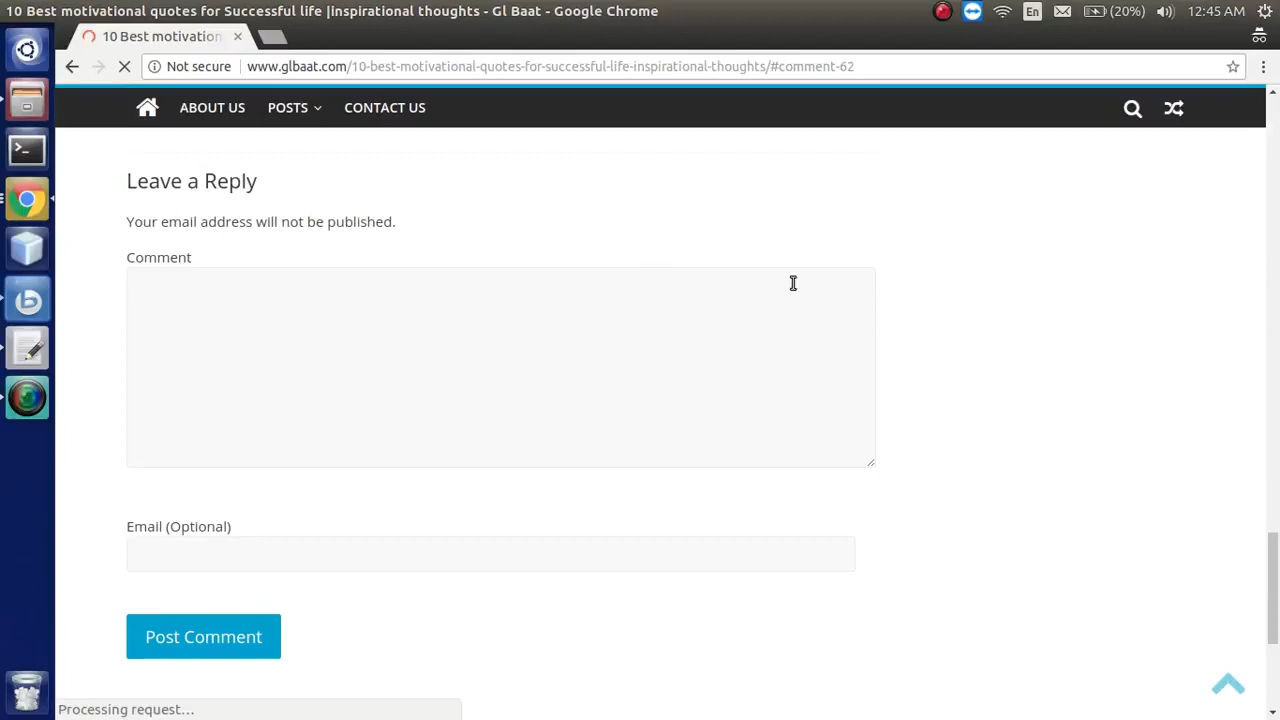 10 Best motivational quotes for Successful life |inspirational thoughts - Gl Baat - Google Chrome
En
(20%)
12:45 AM
10 Best motivation
Not secure
www.glbaat.com/10-best-motivational-quotes-for-successful-life-inspirational-thoughts/#comment-62
ABOUT US
POSTS
CONTACT US
Leave a Reply
Your email address will not be published.
Comment
Email (Optional)
Post Comment
Processing request...